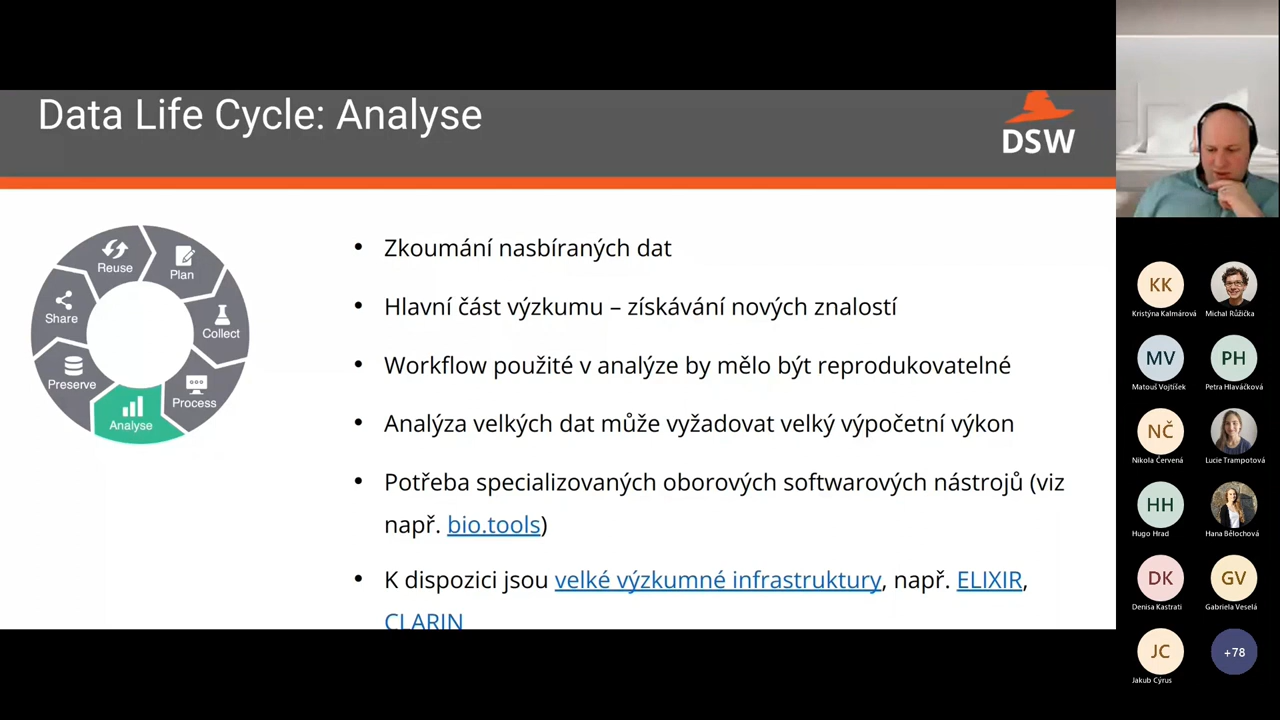 Data Life Cycle: Analyse
DSW
Reuse
Plan
Share
Collect
Preserve
Process
Analyse
• Zkoumání nasbíraných dat
• Hlavní část výzkumu – získávání nových znalostí
• Workflow použité v analýze by mělo být reprodukovatelné
• Analýza velkých dat může vyžadovat velký výpočetní výkon
• Potřeba specializovaných oborových softwarových nástrojů (viz
např. bio.tools)
• K dispozici jsou velké výzkumné infrastruktury, např. ELIXIR,
CLARIN
KK
Kristýna Kalmárová
Michal Růžička
MV
Matouš Vojtíšek
PH
Petra Hlaváčková
NČ
Nikola Červená
Lucie Trampotová
HH
Hugo Hrad
Hana Bělochová
DK
Denisa Kastrati
GV
Gabriela Veselá
JC
Jakub Cýrus
+78